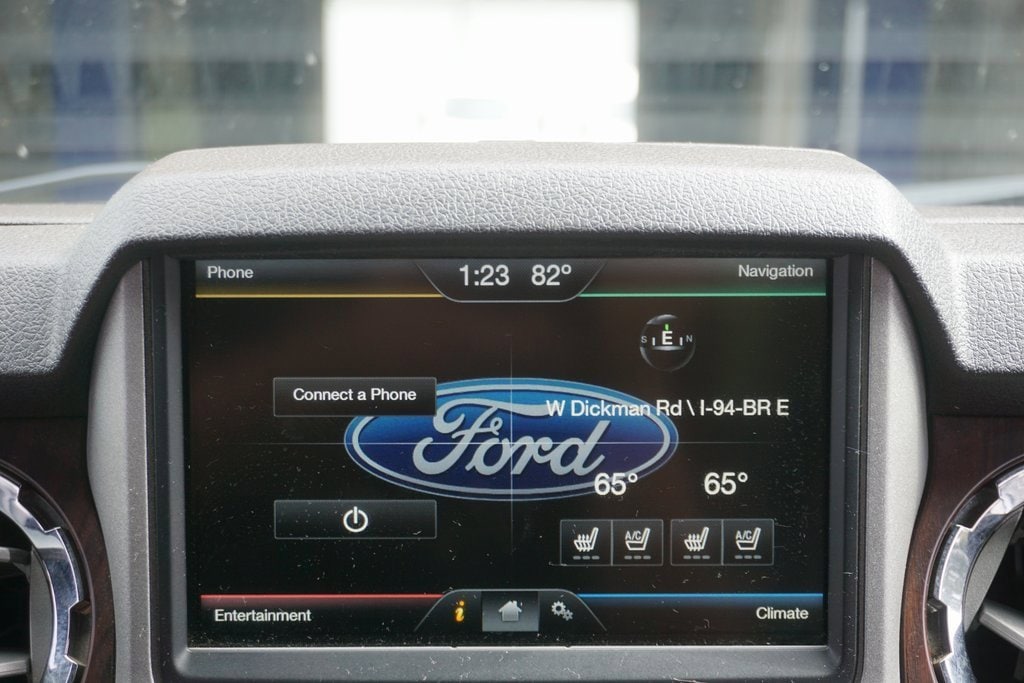 Phone
1:23 82°
Navigation
S E N
Connect a Phone
Ford
W Dickman Rd \ I-94-BR E
65° 65°
A/C A/C
Entertainment
i
Climate